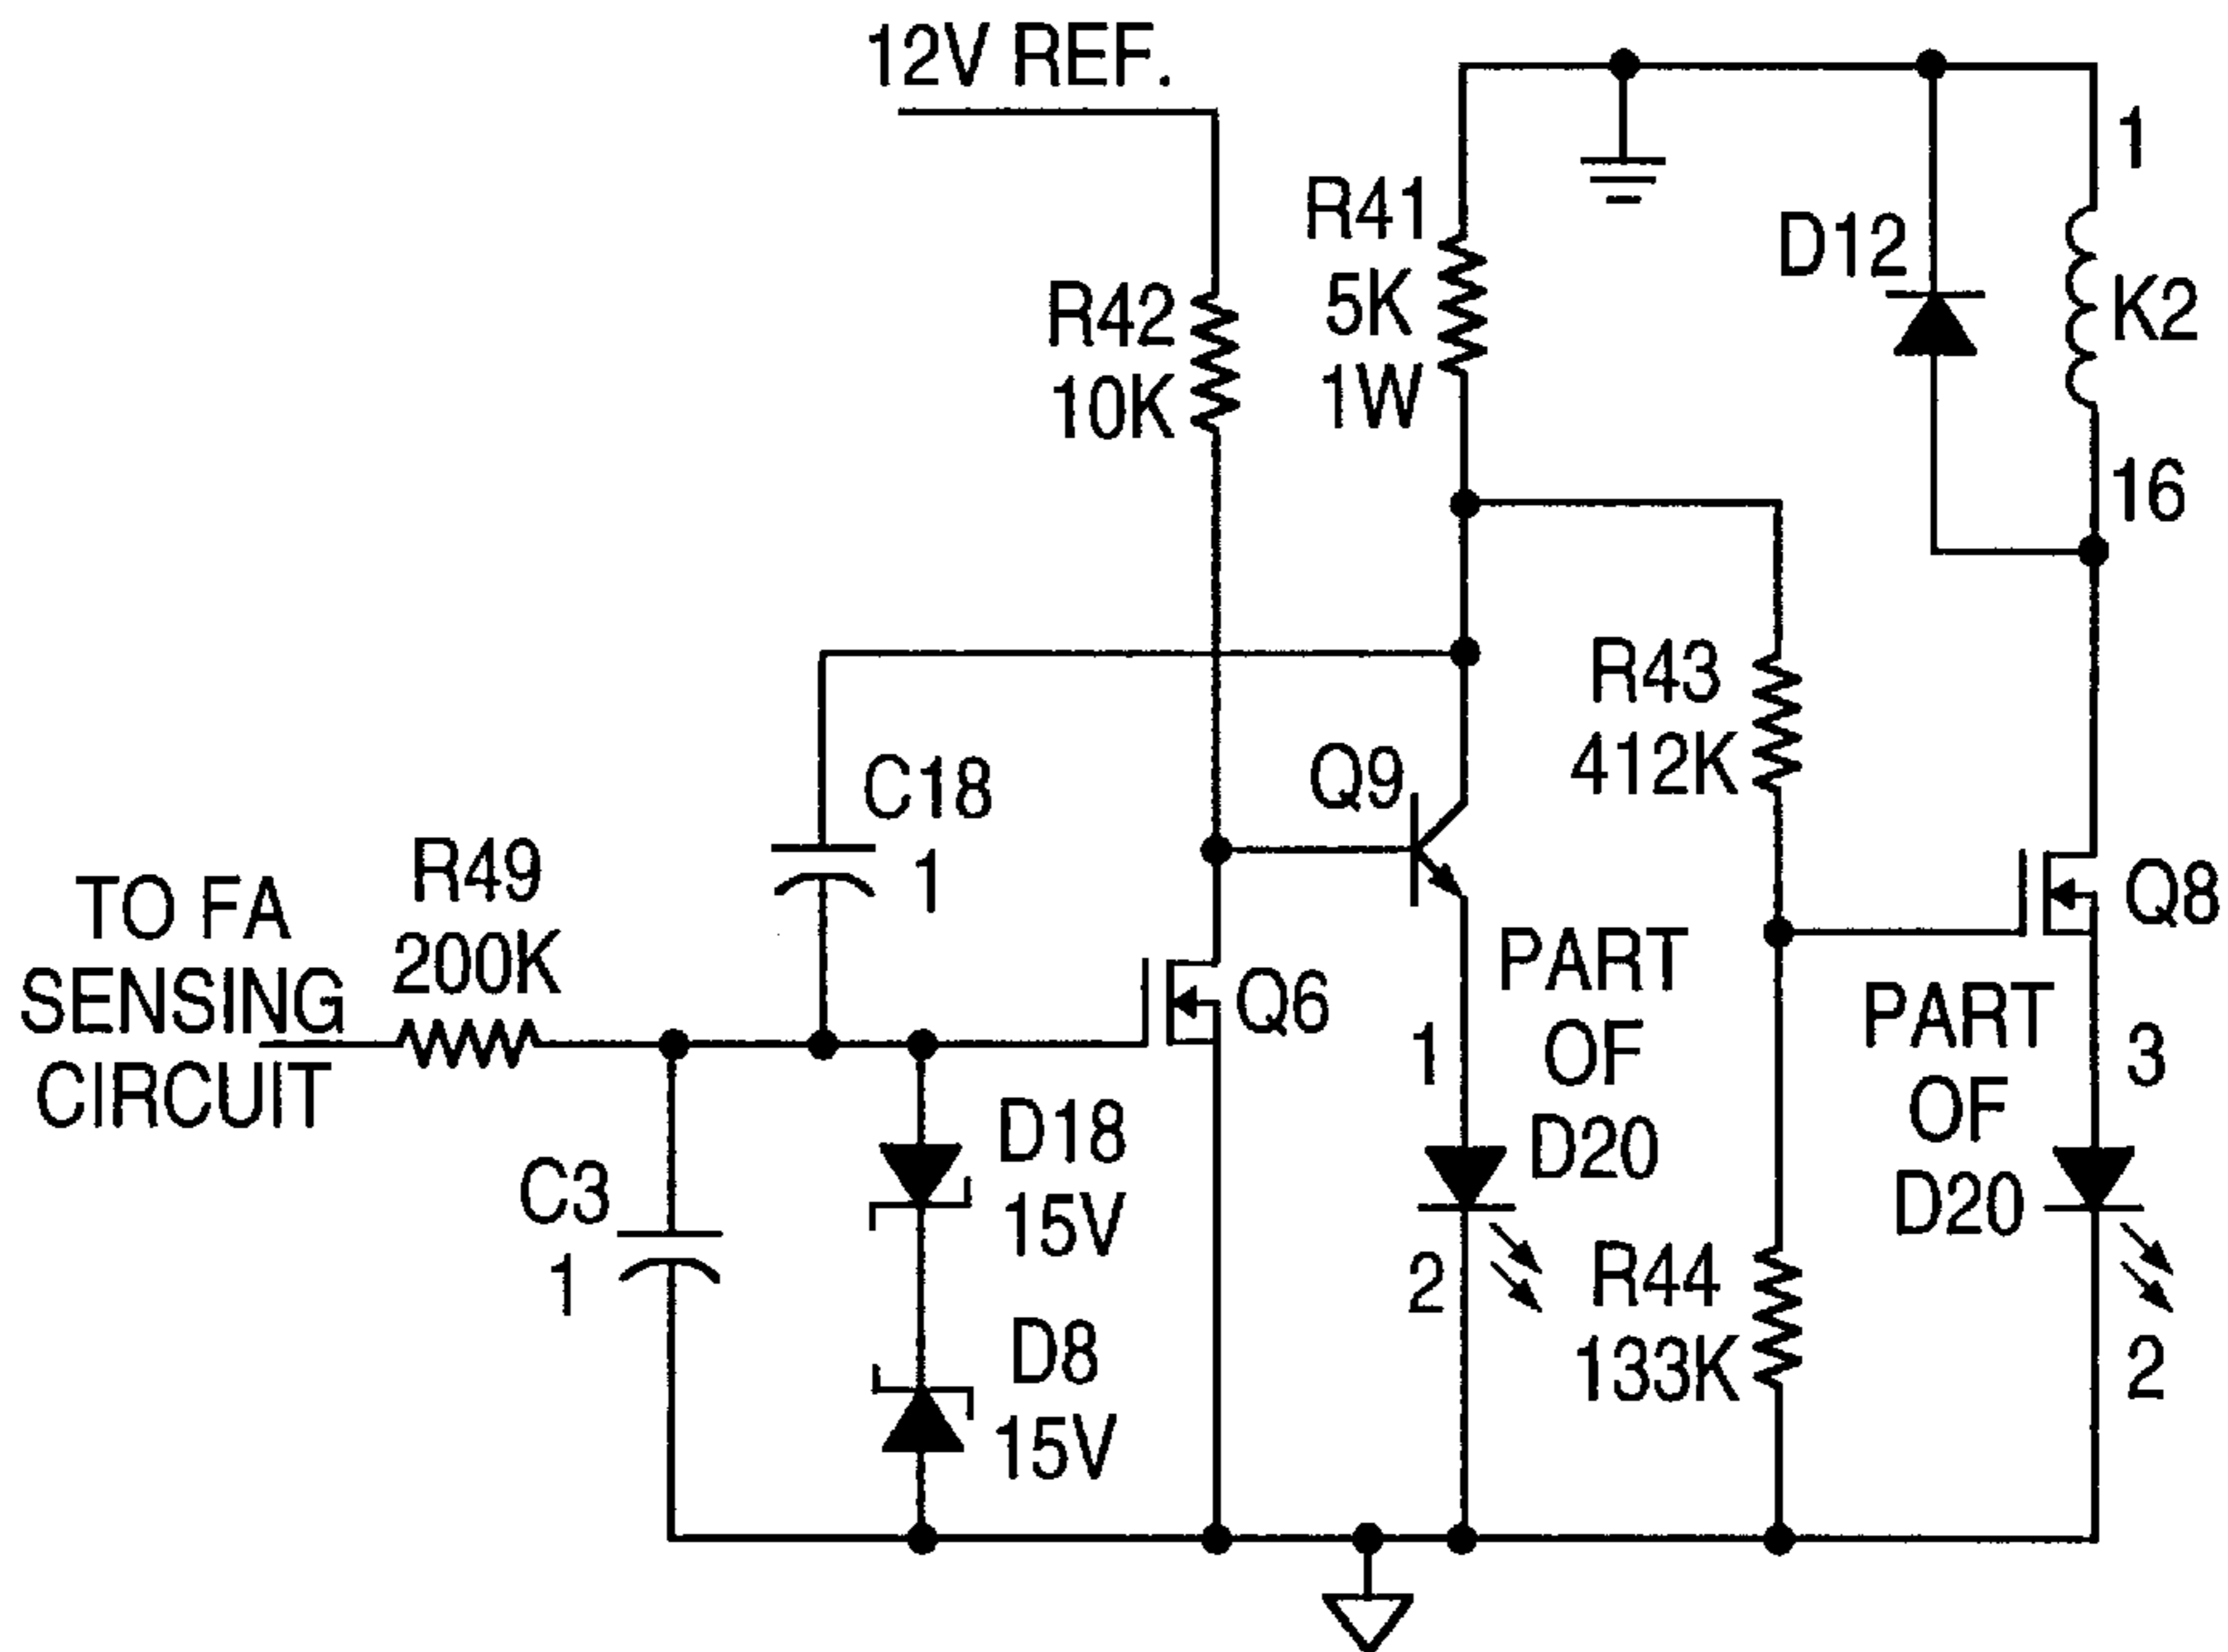 12V REF.
1
R41
5K
1W
D12
K2
R42
10K
16
R43
412K
Q9
C18
1
R49
200K
TO FA
SENSING
CIRCUIT
Q8
Q6
PART
OF
D20
1
2
PART
OF
D20
3
2
D18
15V
C3
1
D8
15V
R44
133K